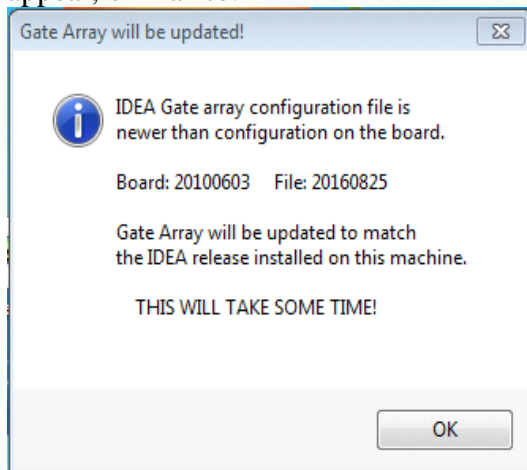 Gate Array will be updated!
IDEA Gate array configuration file is
newer than configuration on the board.
Board: 20100603 File: 20160825
Gate Array will be updated to match
the IDEA release installed on this machine.
THIS WILL TAKE SOME TIME!
OK